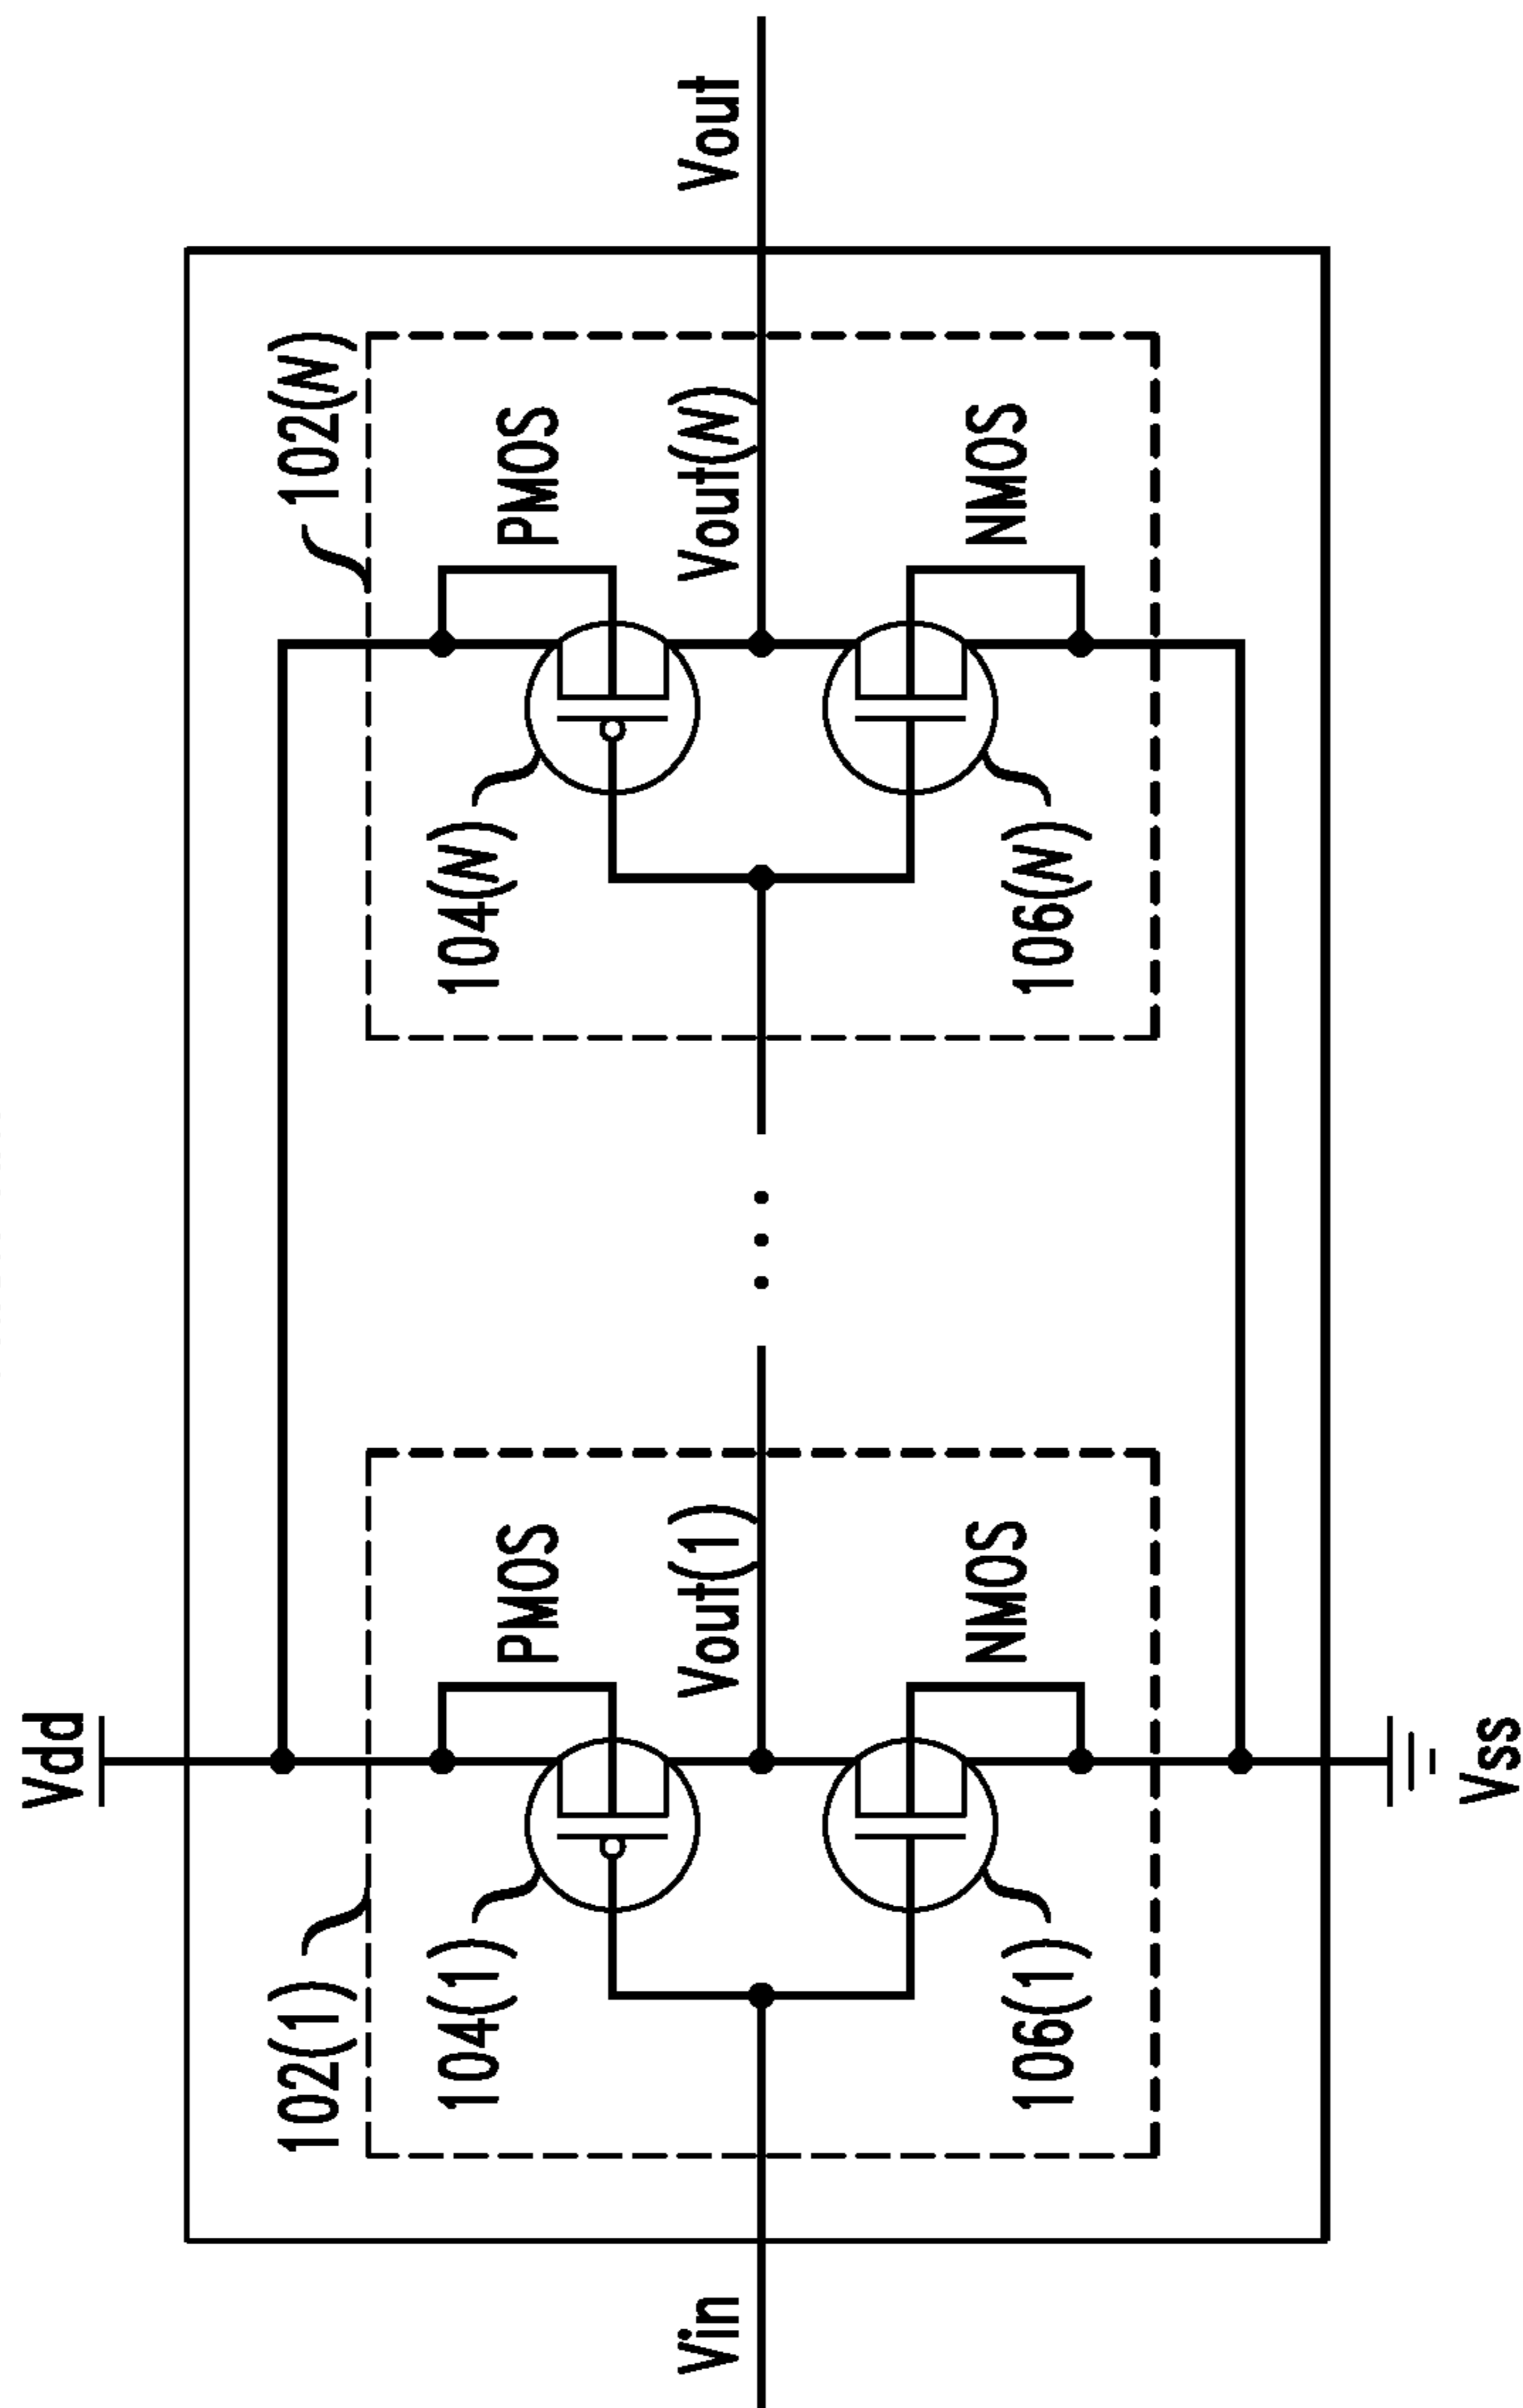 Vdd
102(1)
102(W)
104(1)
104(W)
PMOS
PMOS
Vin
Vout(1)
Vout(W)
Vout
NMOS
NMOS
106(1)
106(W)
Vss